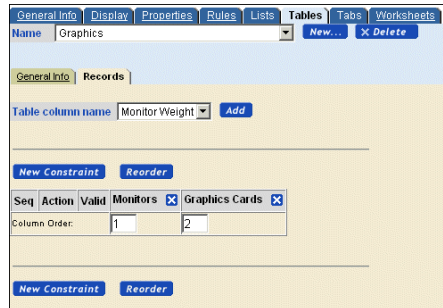 General Info Display Properties Rules Lists Tables Tabs Worksheets
Name Graphics New... X Delete
General Info Records
Table column name Monitor Weight Add
New Constraint Reorder
Seq Action Valid Monitors X Graphics Cards X
Column Order: 1 2
New Constraint Reorder